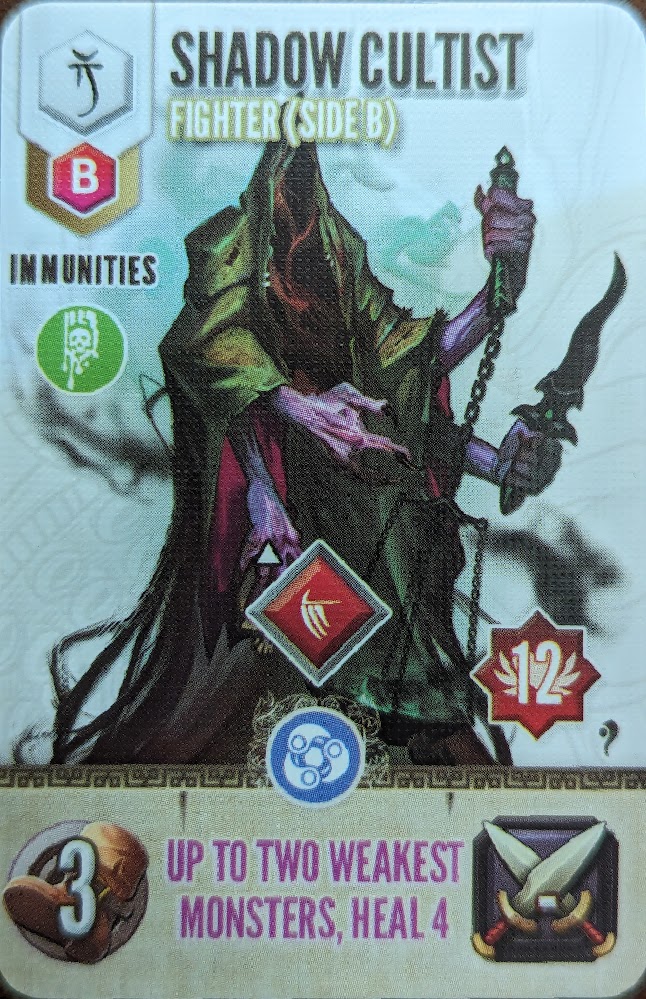 SHADOW CULTIST
FIGHTER (SIDE B)
B
IMMUNITIES
12
3
UP TO TWO WEAKEST
MONSTERS, HEAL 4